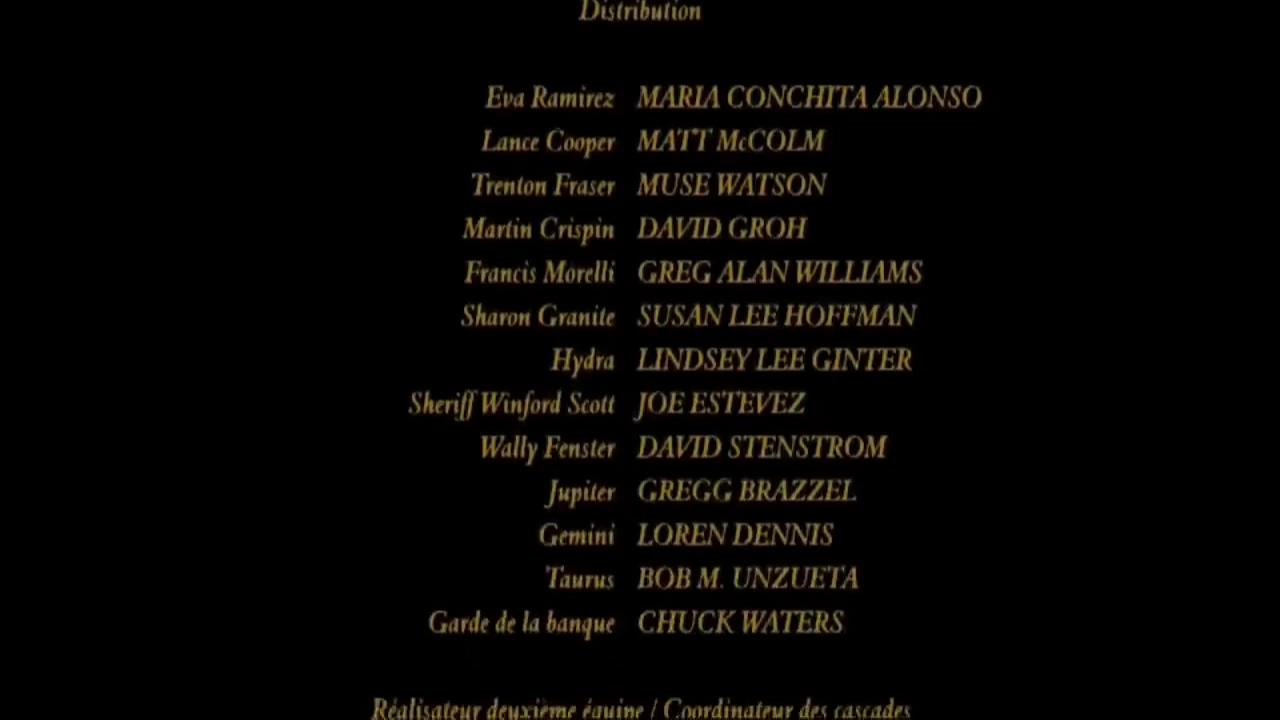 Distribution
Eva Ramirez MARIA CONCHITA ALONSO
Lance Cooper MATT McCOLM
Trenton Fraser MUSE WATSON
Martin Crispin DAVID GROH
Francis Morelli GREG ALAN WILLIAMS
Sharon Granite SUSAN LEE HOFFMAN
Hydra LINDSEY LEE GINTER
Sheriff Winford Scott JOE ESTEVEZ
Wally Fenster DAVID STENSTROM
Jupiter GREGG BRAZZEL
Gemini LOREN DENNIS
Taurus BOB M. UNZUETA
Garde de la banque CHUCK WATERS
Réalisateur deuxième équipe / Coordinateur des cascades